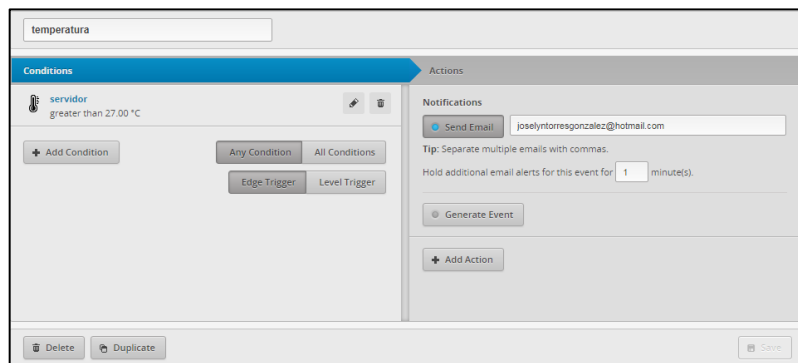 temperatura
Conditions
Actions
servidor
greater than 27.00 °C
+ Add Condition
Any Condition
All Conditions
Edge Trigger
Level Trigger
Notifications
Send Email
joselyntorresgonzalez@hotmail.com
Tip: Separate multiple emails with commas.
Hold additional email alerts for this event for 1 minute(s).
Generate Event
+ Add Action
Delete
Duplicate
Save